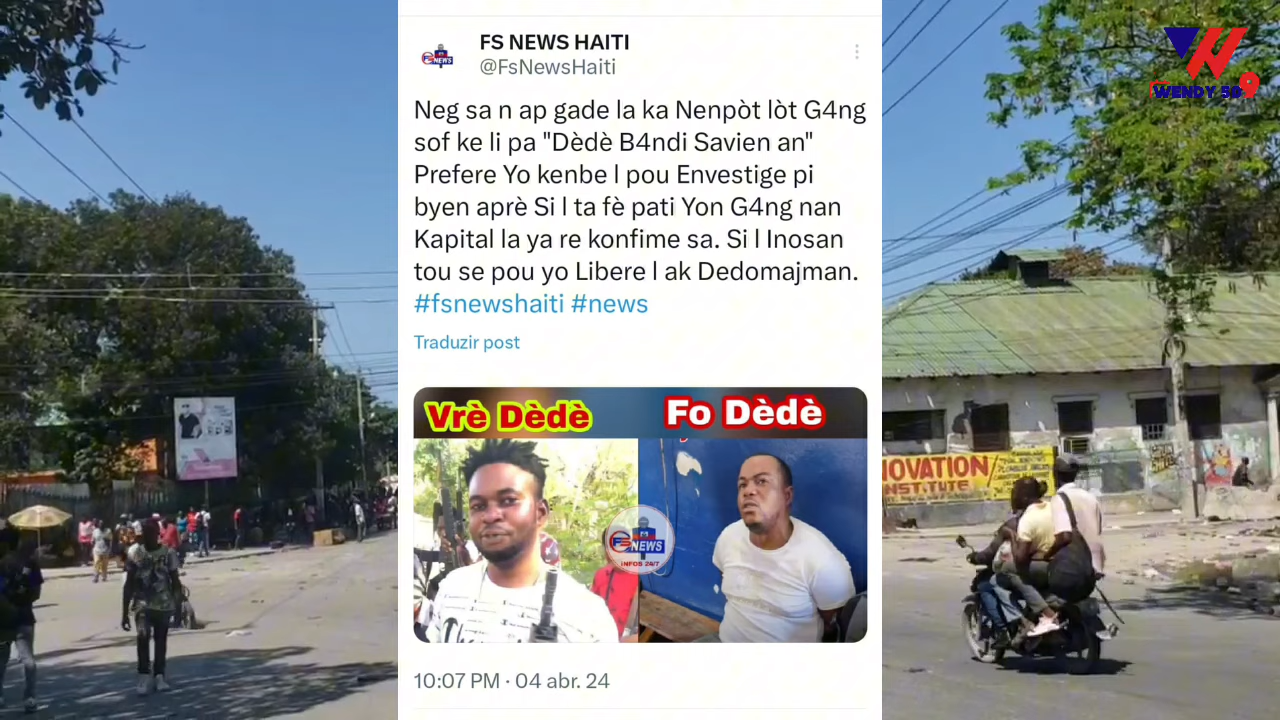 FS NEWS HAITI
@FsNewsHaiti
Neg sa n ap gade la ka Nenpòt lòt G4ng
sof ke li pa "Dèdè B4ndi Savien an"
Prefere Yo kenbe l pou Envestige pi
byen aprè Si l ta fè pati Yon G4ng nan
Kapital la ya re konfime sa. Si l Inosan
tou se pou yo Libere l ak Dedomajman.
#fsnewshaiti #news
Traduzir post
Vrè Dèdè
Fo Dèdè
FS NEWS
INFOS 24/7
10:07 PM · 04 abr. 24
WENDY 509
NOVATION/
INSTITUTE